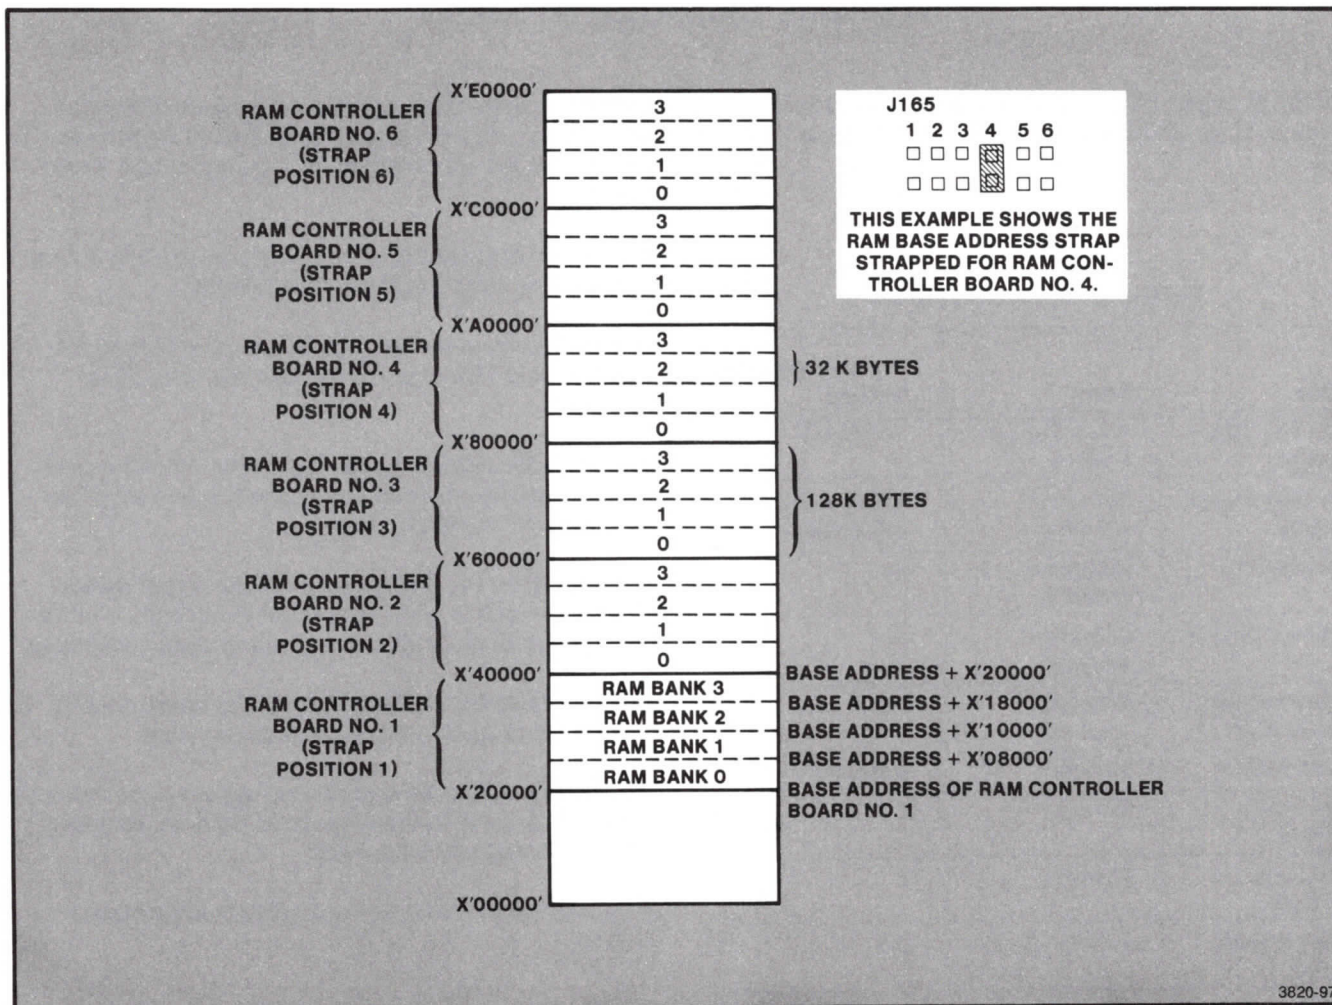 X'E0000'
RAM CONTROLLER
BOARD NO. 6
(STRAP
POSITION 6)
3
2
1
0
X'C0000'
RAM CONTROLLER
BOARD NO. 5
(STRAP
POSITION 5)
3
2
1
0
X'A0000'
RAM CONTROLLER
BOARD NO. 4
(STRAP
POSITION 4)
3
2
1
0
32 K BYTES
X'80000'
RAM CONTROLLER
BOARD NO. 3
(STRAP
POSITION 3)
3
2
1
0
128K BYTES
X'60000'
RAM CONTROLLER
BOARD NO. 2
(STRAP
POSITION 2)
3
2
1
0
X'40000'
BASE ADDRESS + X'20000'
RAM CONTROLLER
BOARD NO. 1
(STRAP
POSITION 1)
RAM BANK 3
BASE ADDRESS + X'18000'
RAM BANK 2
BASE ADDRESS + X'10000'
RAM BANK 1
BASE ADDRESS + X'08000'
RAM BANK 0
X'20000'
BASE ADDRESS OF RAM CONTROLLER
BOARD NO. 1
X'00000'
J165
1 2 3 4 5 6
THIS EXAMPLE SHOWS THE
RAM BASE ADDRESS STRAP
STRAPPED FOR RAM CON-
TROLLER BOARD NO. 4.
3820-97